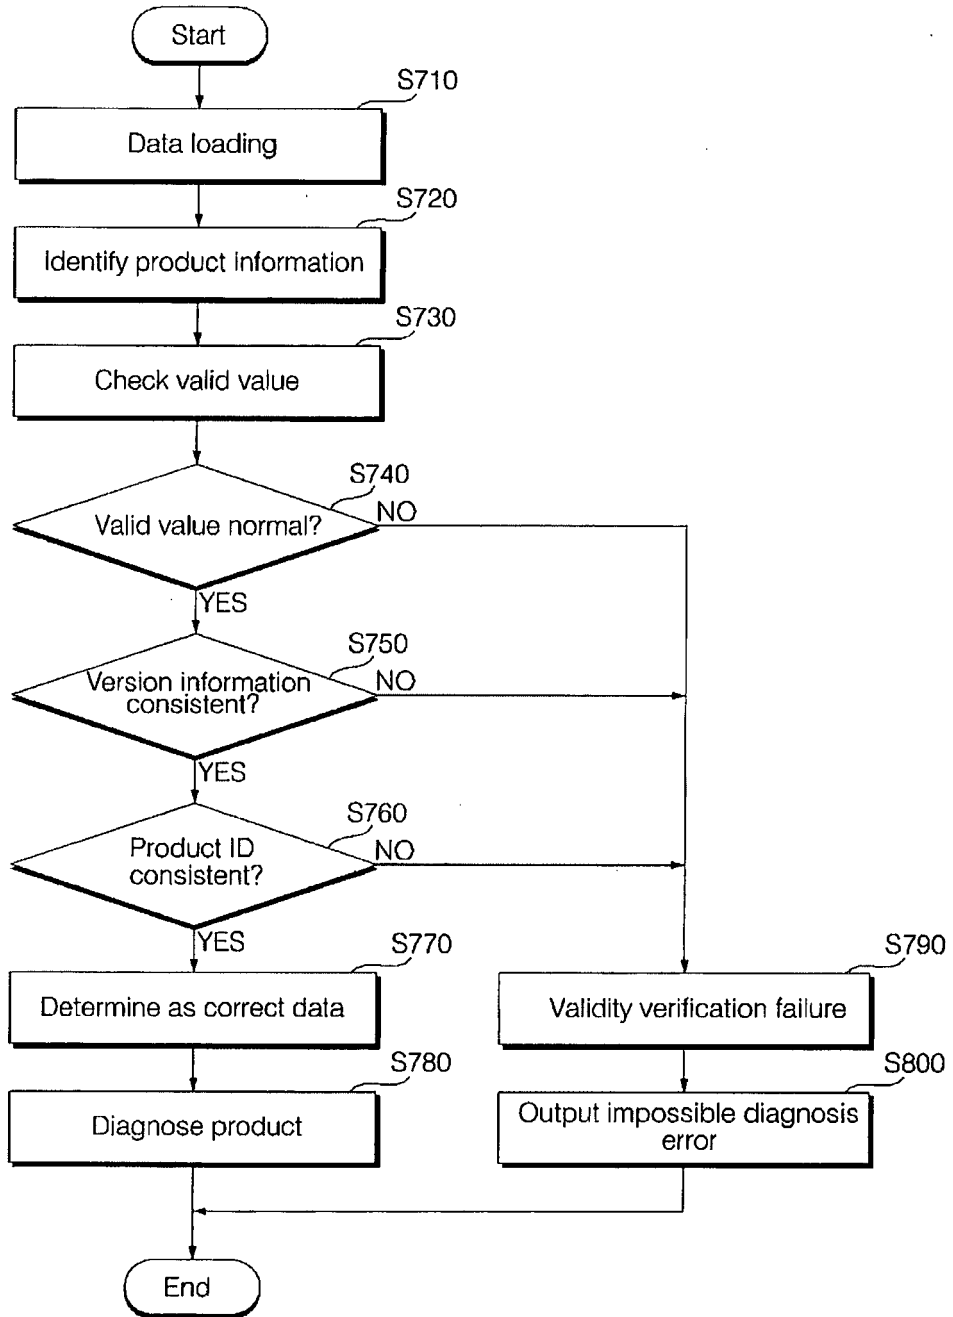 Start
S710
Data loading
S720
Identify product information
S730
Check valid value
S740
Valid value normal?
NO
YES
S750
Version information
consistent?
NO
YES
S760
Product ID
consistent?
NO
YES
S770
Determine as correct data
S790
Validity verification failure
S780
Diagnose product
S800
Output impossible diagnosis
error
End